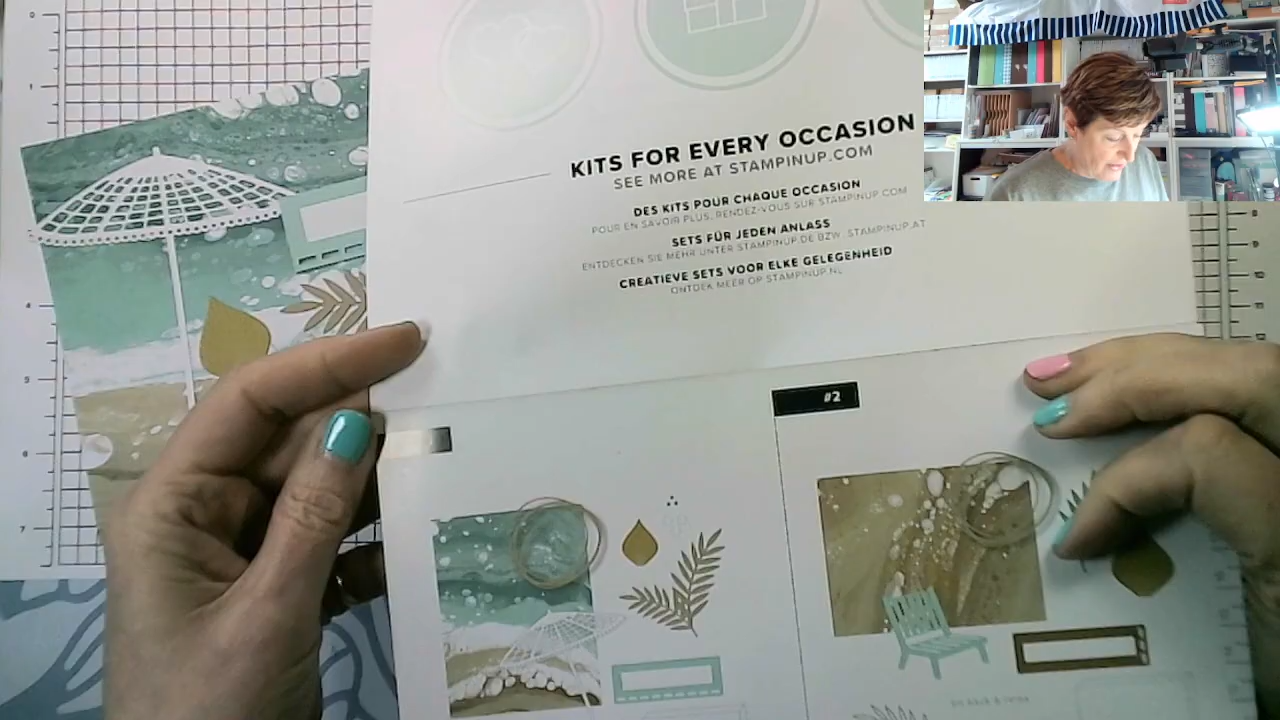 KITS FOR EVERY OCCASION
SEE MORE AT STAMPINUP.COM
DES KITS POUR CHAQUE OCCASION
POUR EN SAVOIR PLUS, RENDEZ-VOUS SUR STAMPINUP.COM
SETS FÜR JEDEN ANLASS
ENTDECKEN SIE MEHR UNTER STAMPINUP.DE BZW. STAMPINUP.AT
CREATIEVE SETS VOOR ELKE GELEGENHEID
ONTDEK MEER OP STAMPINUP.NL
#2